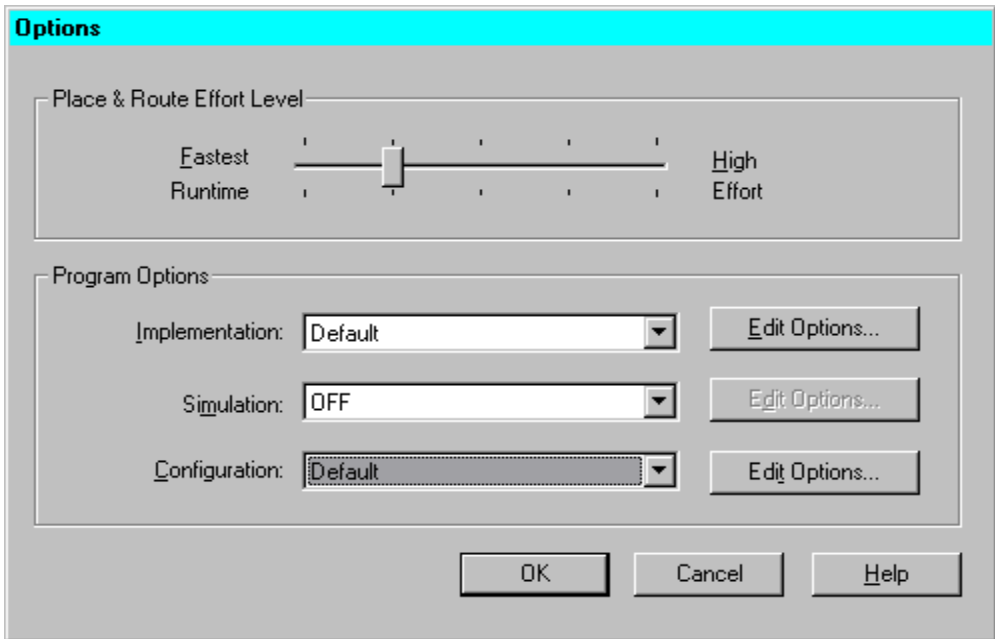 Options
Place & Route Effort Level
Fastest
Runtime
High
Effort
Program Options
Implementation: Default Edit Options...
Simulation: OFF Edit Options...
Configuration: Default Edit Options...
OK Cancel Help